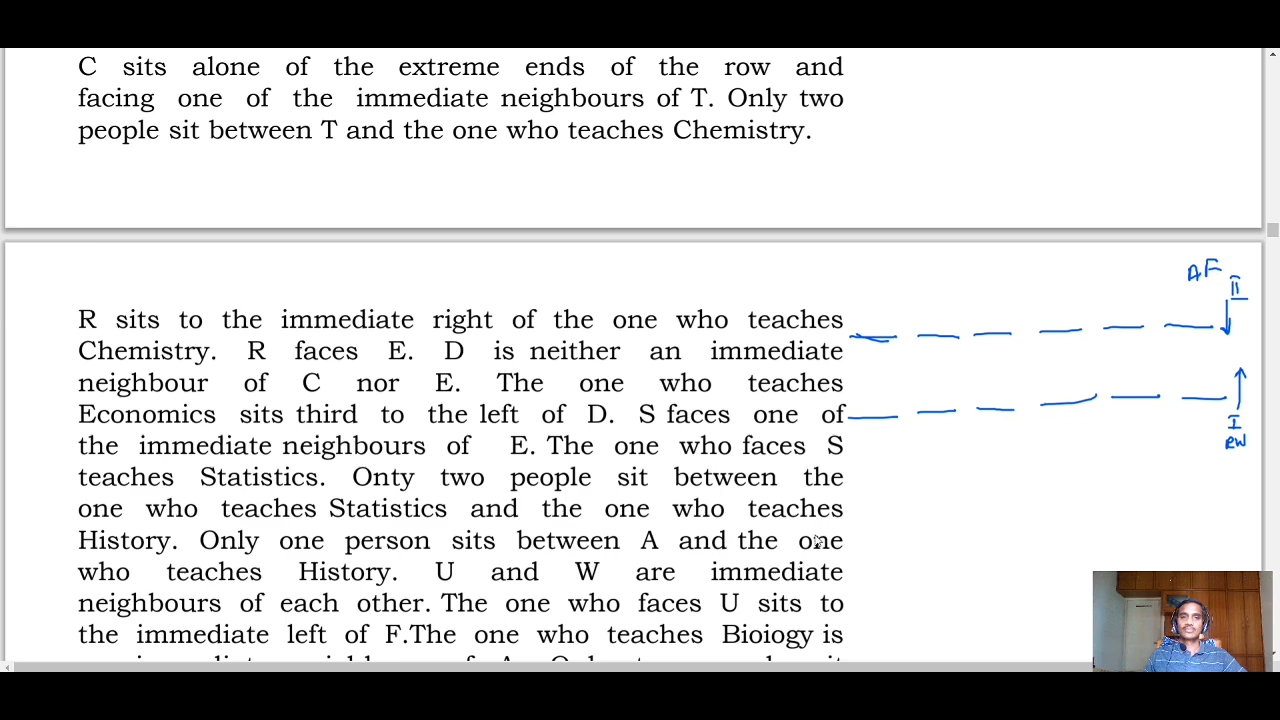 C sits alone of the extreme ends of the row and
facing one of the immediate neighbours of T. Only two
people sit between T and the one who teaches Chemistry.
R sits to the immediate right of the one who teaches
Chemistry. R faces E. D is neither an immediate
neighbour of C nor E. The one who teaches
Economics sits third to the left of D. S faces one of
the immediate neighbours of E. The one who faces S
teaches Statistics. Onty two people sit between the
one who teaches Statistics and the one who teaches
History. Only one person sits between A and the one
who teaches History. U and W are immediate
neighbours of each other. The one who faces U sits to
the immediate left of F.The one who teaches Bioiogy is
AF
II
I
RW